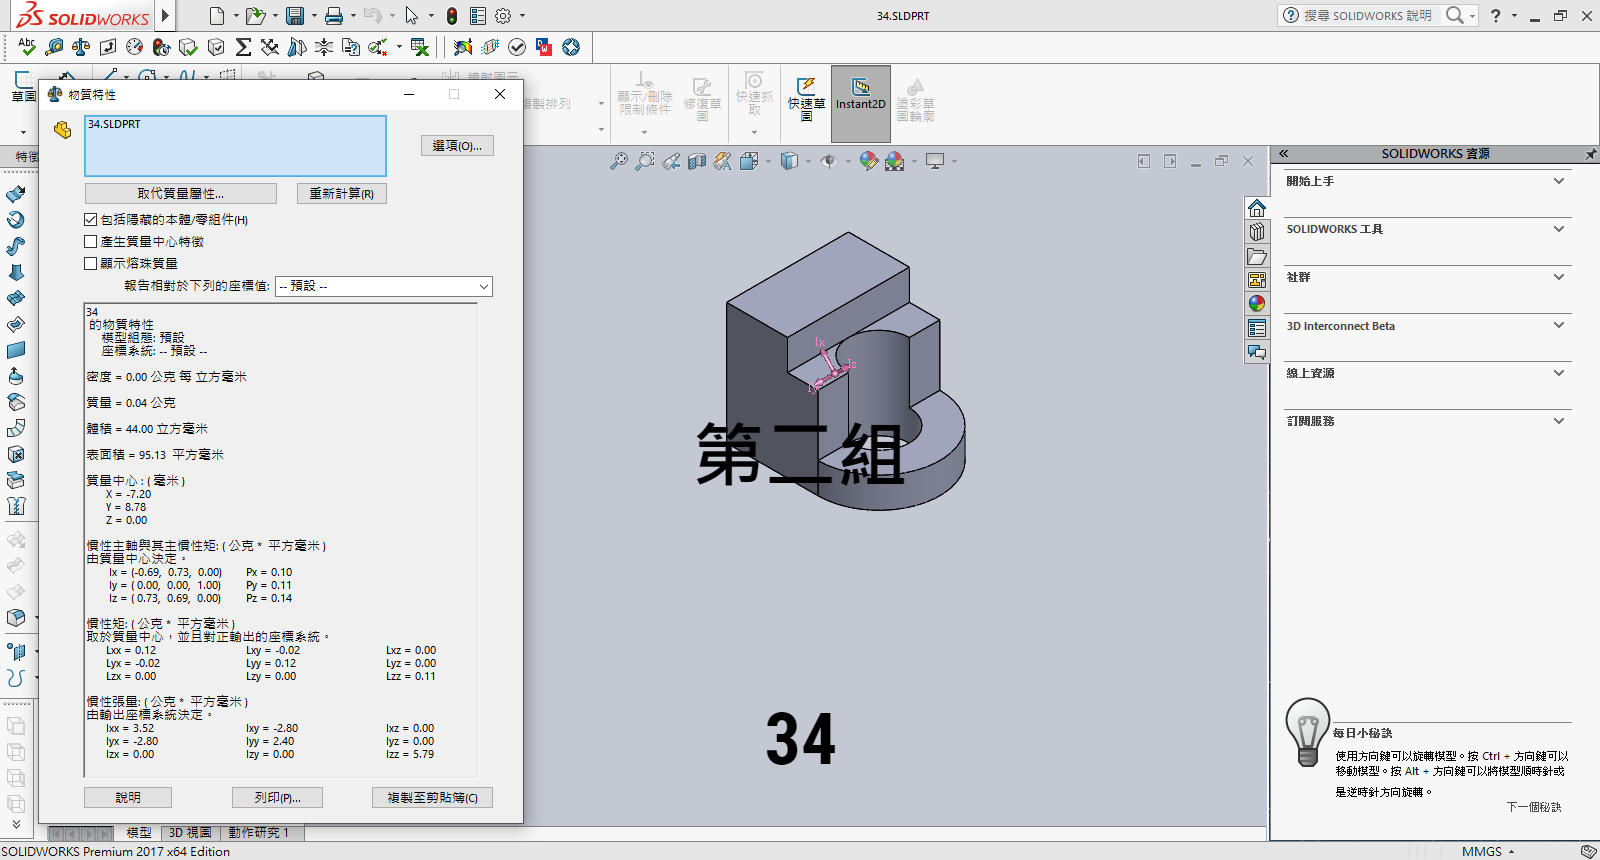 SOLIDWORKS
34.SLDPRT
搜尋 SOLIDWORKS 說明
草圖
複製排列
顯示/刪除限制條件
修復草圖
快速抓取
快速草圖
Instant2D
塗彩草圖輪廓
特徵
物質特性
34.SLDPRT
選項(O)...
取代質量屬性...
重新計算(R)
包括隱藏的本體/零組件(H)
產生質量中心特徵
顯示熔珠質量
報告相對於下列的座標值: -- 預設 --
34
的物質特性
模型組態: 預設
座標系統: -- 預設 --
密度 = 0.00 公克 每 立方毫米
質量 = 0.04 公克
體積 = 44.00 立方毫米
表面積 = 95.13 平方毫米
質量中心 : ( 毫米 )
X = -7.20
Y = 8.78
Z = 0.00
慣性主軸與其主慣性矩: ( 公克 * 平方毫米 )
由質量中心決定。
Ix = (-0.69, 0.73, 0.00) Px = 0.10
Iy = ( 0.00, 0.00, 1.00) Py = 0.11
Iz = ( 0.73, 0.69, 0.00) Pz = 0.14
慣性矩: ( 公克 * 平方毫米 )
取於質量中心，並且對正輸出的座標系統。
Lxx = 0.12 Lxy = -0.02 Lxz = 0.00
Lyx = -0.02 Lyy = 0.12 Lyz = 0.00
Lzx = 0.00 Lzy = 0.00 Lzz = 0.11
慣性張量: ( 公克 * 平方毫米 )
由輸出座標系統決定。
Ixx = 3.52 Ixy = -2.80 Ixz = 0.00
Iyx = -2.80 Iyy = 2.40 Iyz = 0.00
Izx = 0.00 Izy = 0.00 Izz = 5.79
說明
列印(P)...
複製至剪貼簿(C)
Ix
Iz
第二組
34
SOLIDWORKS 資源
開始上手
SOLIDWORKS 工具
社群
3D Interconnect Beta
線上資源
訂閱服務
每日小秘訣
使用方向鍵可以旋轉模型。按 Ctrl + 方向鍵可以
移動模型。按 Alt + 方向鍵可以將模型順時針或
是逆時針方向旋轉。
下一個秘訣
模型 3D 視圖 動作研究 1
SOLIDWORKS Premium 2017 x64 Edition
MMGS